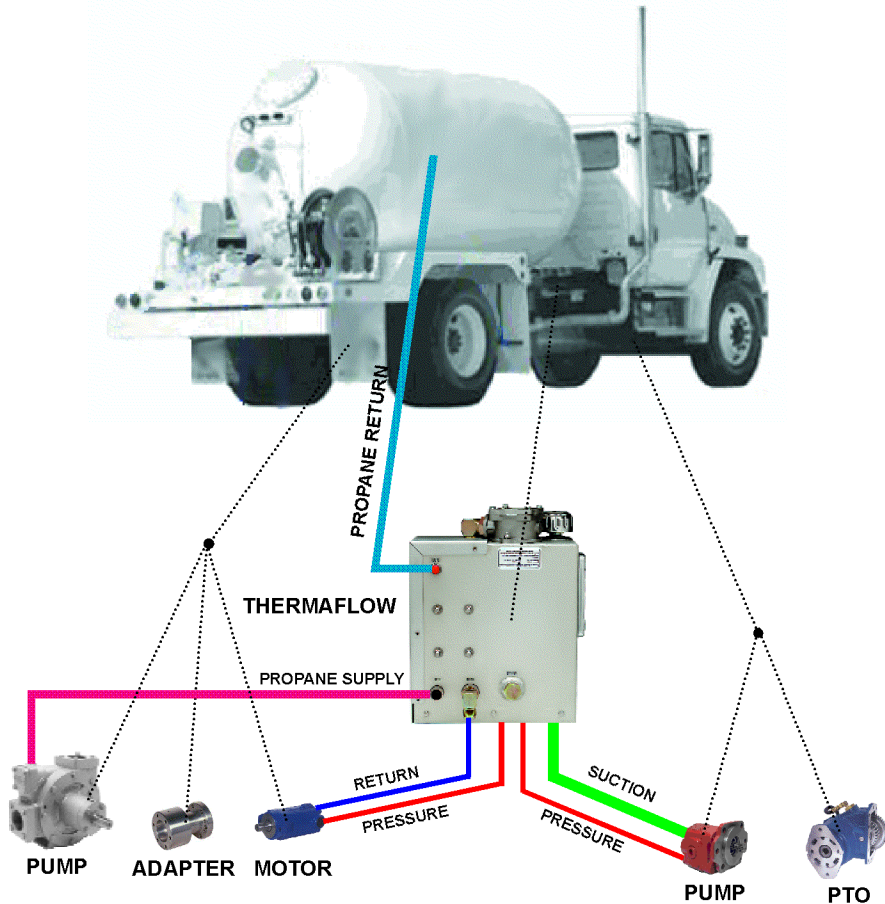 PROPANE RETURN
THERMAFLOW
PROPANE SUPPLY
RETURN
PRESSURE
SUCTION
PRESSURE
PUMP
ADAPTER
MOTOR
PUMP
PTO